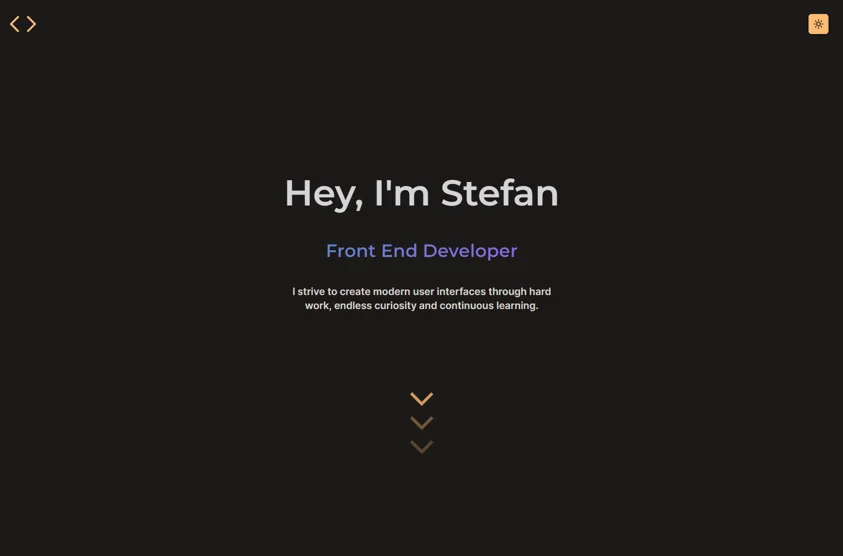 Hey, I'm Stefan
Front End Developer
I strive to create modern user interfaces through hard
work, endless curiosity and continuous learning.